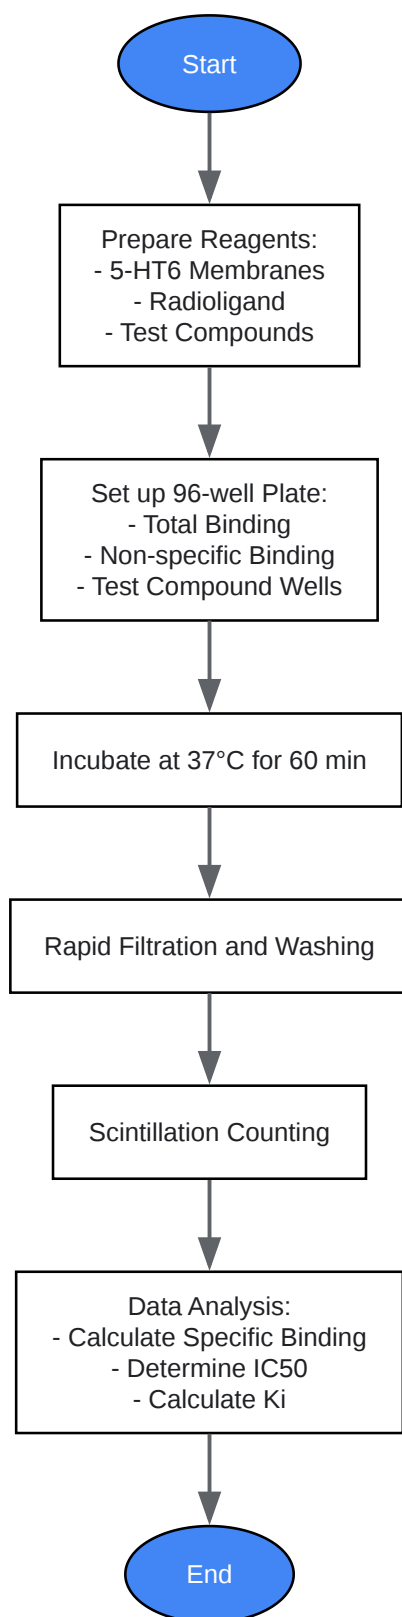 Start
Prepare Reagents:
- 5-HT6 Membranes
- Radioligand
- Test Compounds
Set up 96-well Plate:
- Total Binding
- Non-specific Binding
- Test Compound Wells
Incubate at 37°C for 60 min
Rapid Filtration and Washing
Scintillation Counting
Data Analysis:
- Calculate Specific Binding
- Determine IC50
- Calculate Ki
End